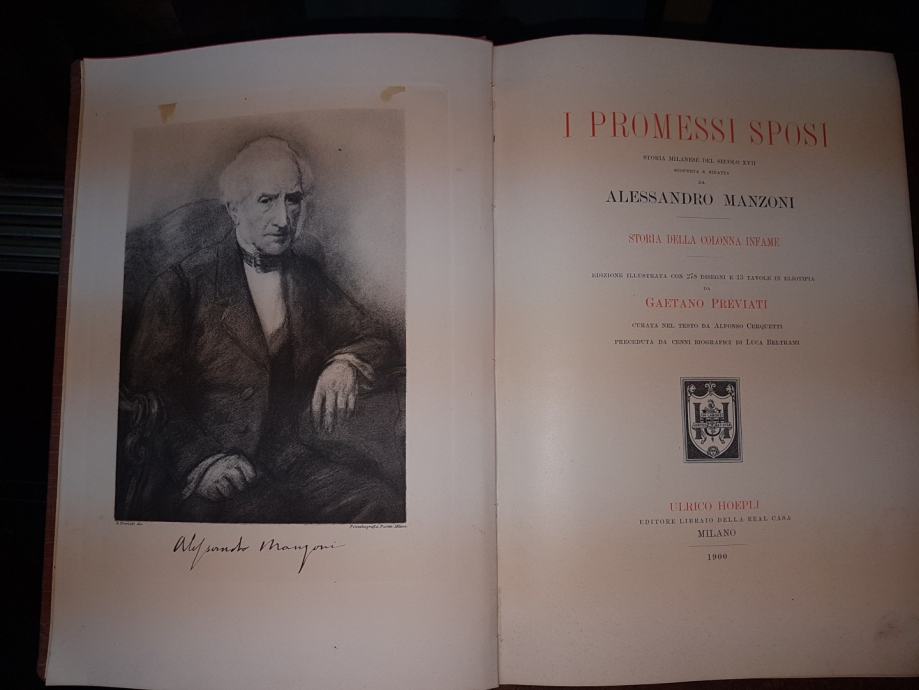 Alessandro Manzoni
I PROMESSI SPOSI
STORIA MILANESE DEL SECOLO XVII
SCOPERTA E RIFATTA
DA
ALESSANDRO MANZONI
STORIA DELLA COLONNA INFAME
EDIZIONE ILLUSTRATA CON 278 DISEGNI E 13 TAVOLE IN ELIOTIPIA
DA
GAETANO PREVIATI
CURATA NEL TESTO DA ALFONSO CERQUETTI
PRECEDUTA DA CENNI BIOGRAFICI DI LUCA BELTRAMI
ULRICO HOEPLI
EDITORE LIBRAIO DELLA REAL CASA
MILANO
1900